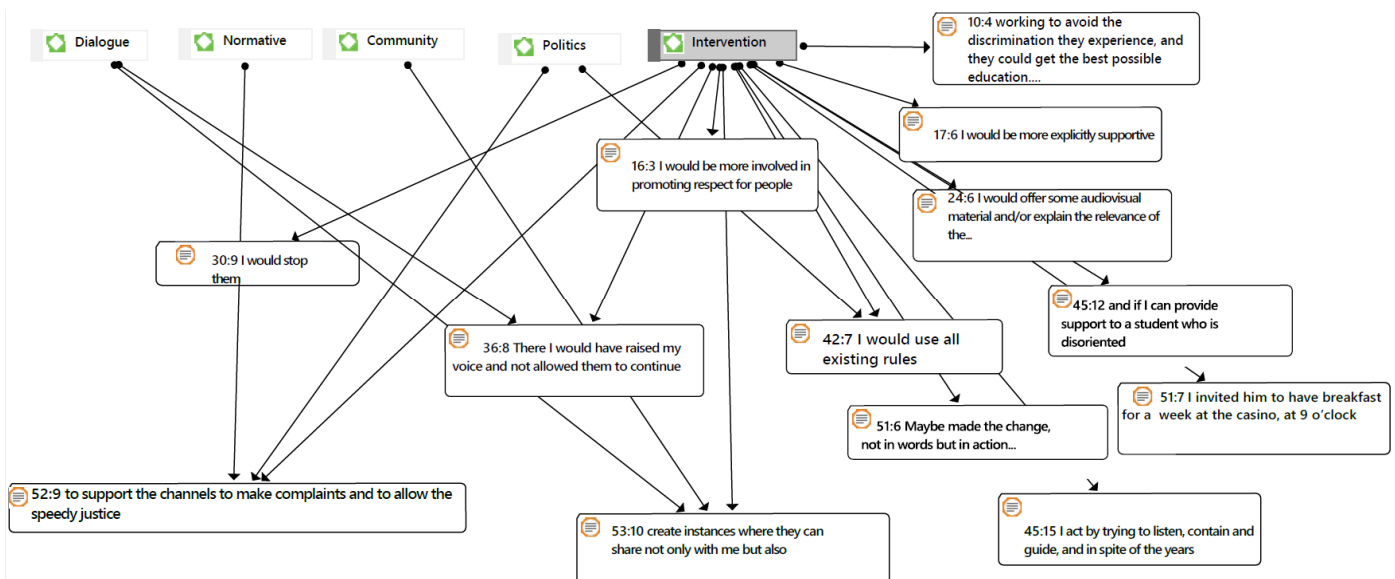 Dialogue
Normative
Community
Politics
Intervention
10:4 working to avoid the
discrimination they experience, and
they could get the best possible
education....
17:6 I would be more explicitly supportive
16:3 I would be more involved in
promoting respect for people
24:6 I would offer some audiovisual
material and/or explain the relevance of
the...
30:9 I would stop
them
45:12 and if I can provide
support to a student who is
disoriented
36:8 There I would have raised my
voice and not allowed them to continue
42:7 I would use all
existing rules
51:7 I invited him to have breakfast
for a week at the casino, at 9 o'clock
51:6 Maybe made the change,
not in words but in action...
52:9 to support the channels to make complaints and to allow the
speedy justice
53:10 create instances where they can
share not only with me but also
45:15 I act by trying to listen, contain and
guide, and in spite of the years